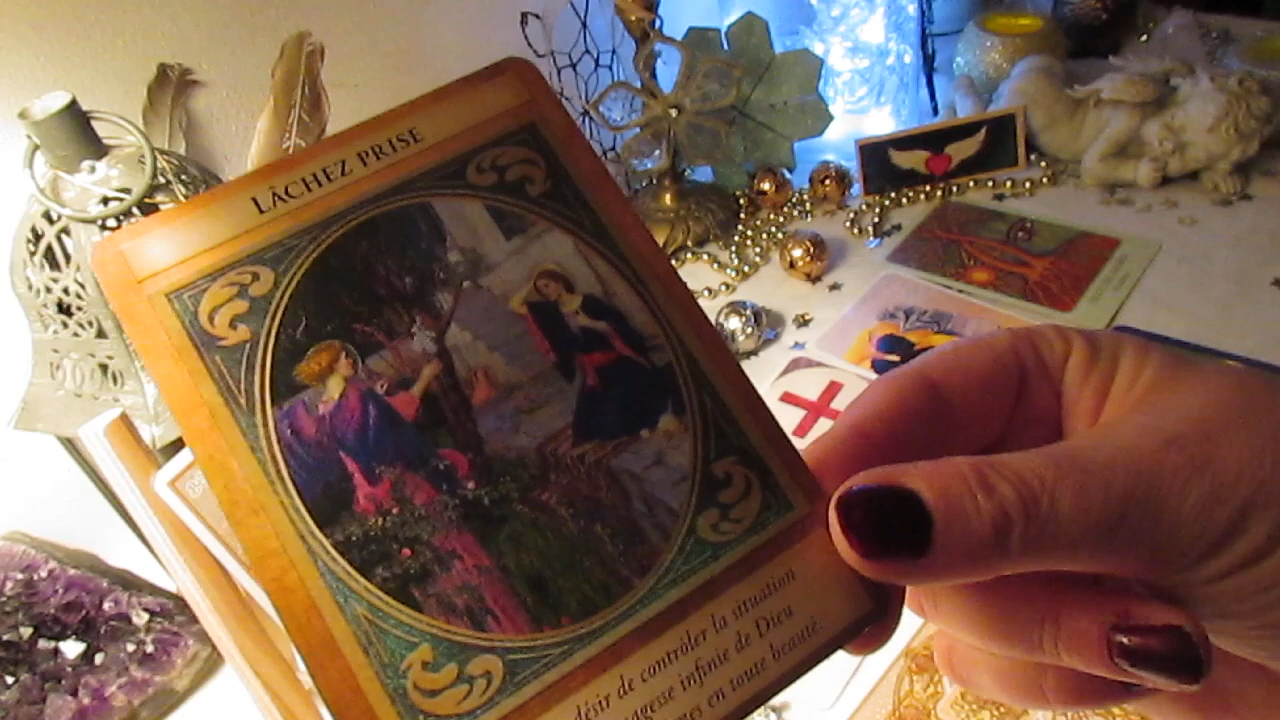 LÂCHEZ PRISE
désir de contrôler la situation
sagesse infinie de Dieu
en toute beauté.